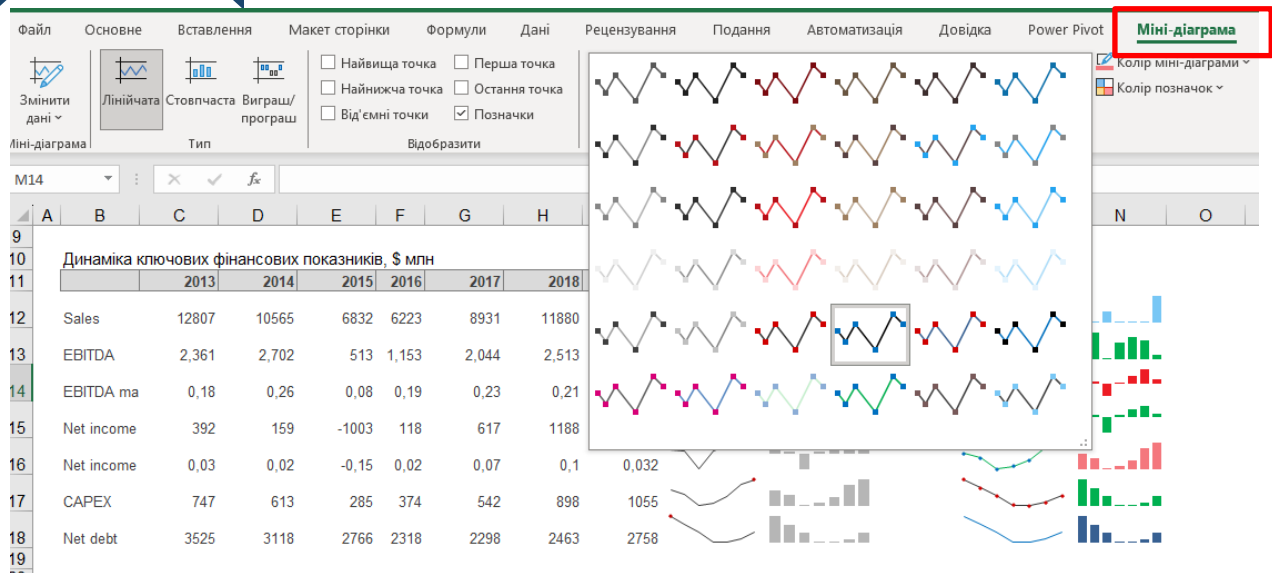 Файл Основне Вставлення Макет сторінки Формули Дані Рецензування Подання Автоматизація Довідка Power Pivot Міні-діаграма
Змінити дані
Лінійчата Стовпчаста Виграш/програш
Найвища точка Перша точка
Найнижча точка Остання точка
Від'ємні точки Позначки
Колір міні-діаграми
Колір позначок
Міні-діаграма Тип Відобразити
M14 fx
A B C D E F G H N O
9
10 Динаміка ключових фінансових показників, $ млн
11 2013 2014 2015 2016 2017 2018
12 Sales 12807 10565 6832 6223 8931 11880
13 EBITDA 2,361 2,702 513 1,153 2,044 2,513
14 EBITDA ma 0,18 0,26 0,08 0,19 0,23 0,21
15 Net income 392 159 -1003 118 617 1188
16 Net income 0,03 0,02 -0,15 0,02 0,07 0,1 0,032
17 CAPEX 747 613 285 374 542 898 1055
18 Net debt 3525 3118 2766 2318 2298 2463 2758
19